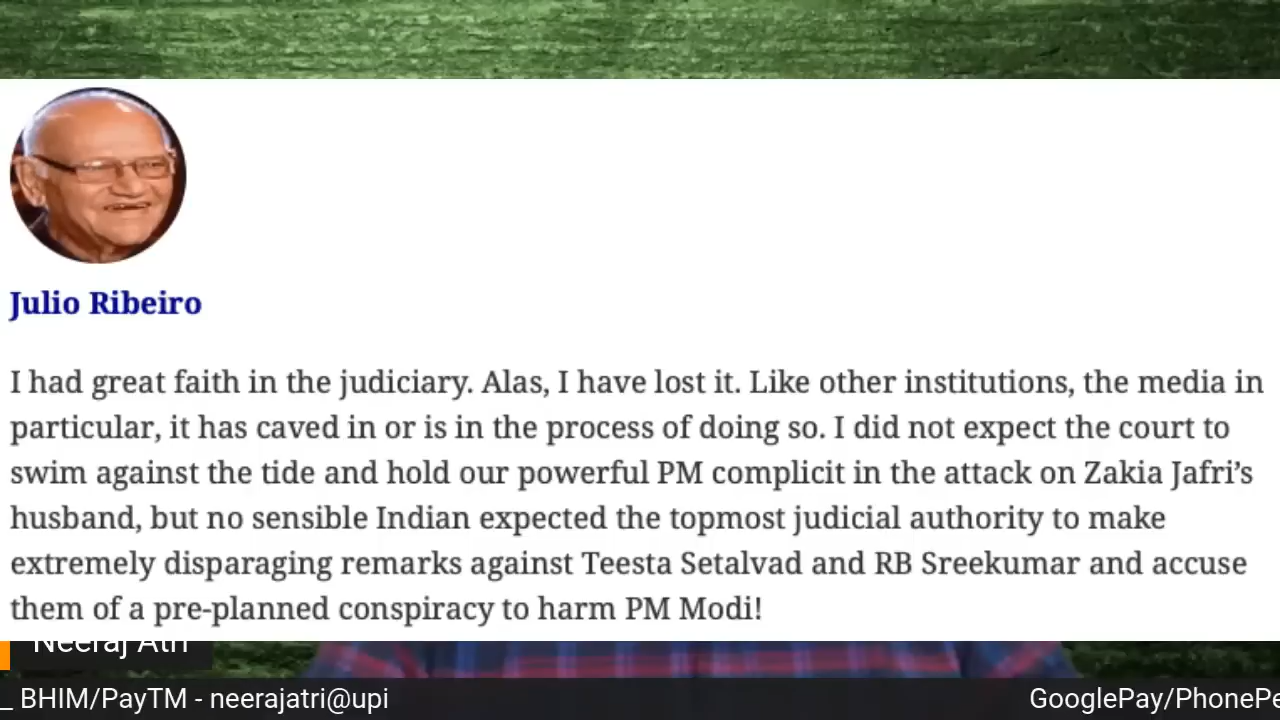 Julio Ribeiro
I had great faith in the judiciary. Alas, I have lost it. Like other institutions, the media in
particular, it has caved in or is in the process of doing so. I did not expect the court to
swim against the tide and hold our powerful PM complicit in the attack on Zakia Jafri’s
husband, but no sensible Indian expected the topmost judicial authority to make
extremely disparaging remarks against Teesta Setalvad and RB Sreekumar and accuse
them of a pre-planned conspiracy to harm PM Modi!
Neeraj Atri
_ BHIM/PayTM - neerajatri@upi
GooglePay/PhonePe